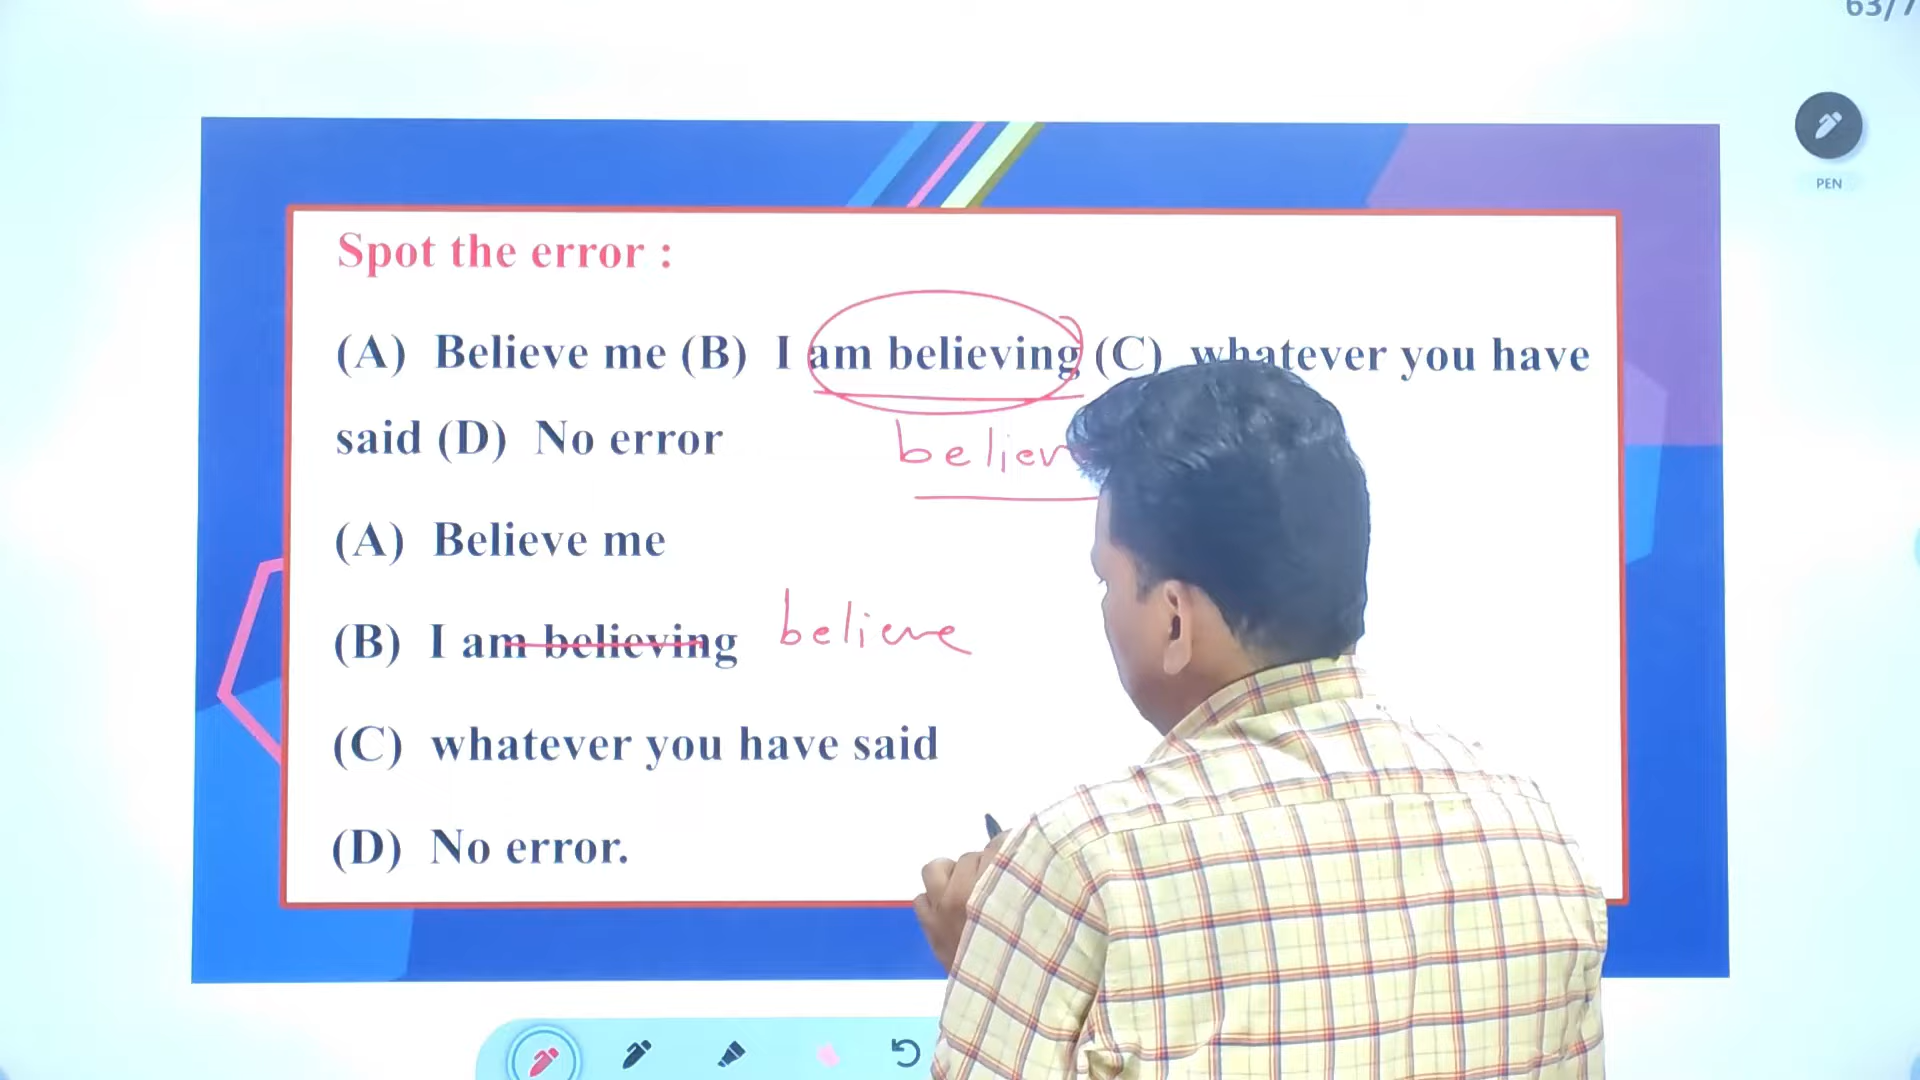 63/7
PEN
Spot the error :
(A) Believe me (B) I am believing (C) whatever you have
said (D) No error
believ
(A) Believe me
(B) I am believing believe
(C) whatever you have said
(D) No error.